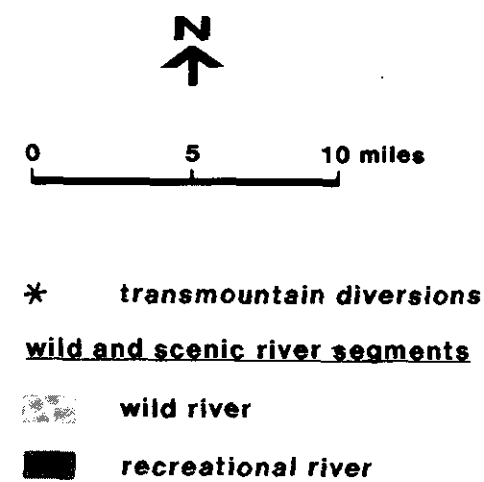 N
0 5 10 miles
* transmountain diversions
wild and scenic river segments
wild river
recreational river